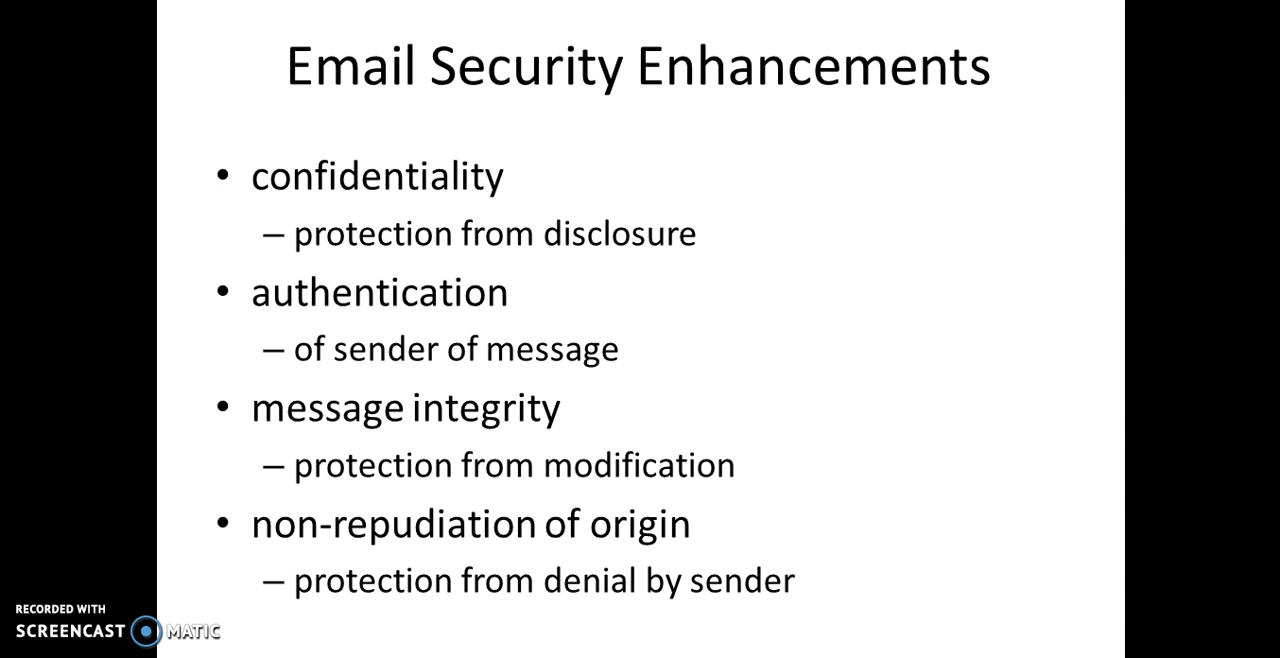 Email Security Enhancements
• confidentiality
– protection from disclosure
• authentication
– of sender of message
• message integrity
– protection from modification
• non-repudiation of origin
– protection from denial by sender
RECORDED WITH
SCREENCAST MATIC